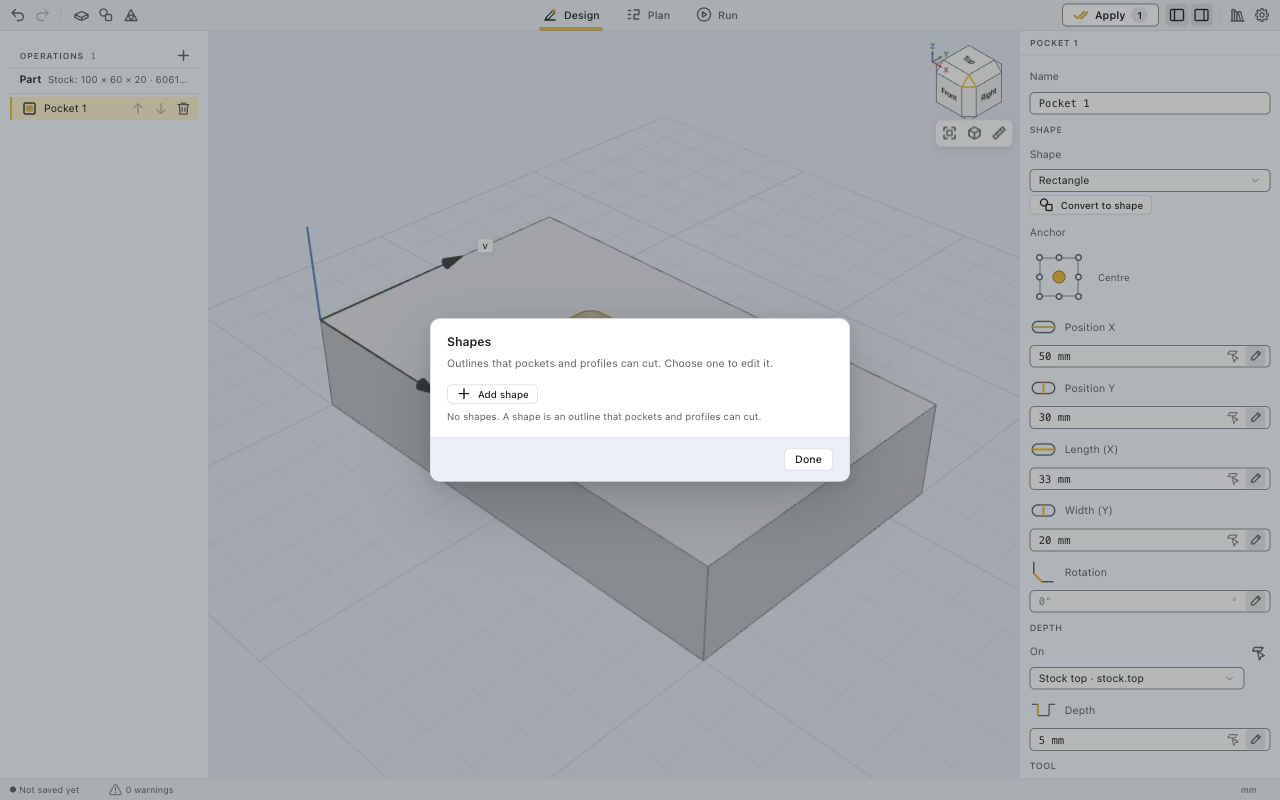 Design
Plan
Run
Apply 1
OPERATIONS 1
Part Stock: 100 × 60 × 20 · 6061...
Pocket 1
Z
Y
X
Top
Front
Right
v
Shapes
Outlines that pockets and profiles can cut. Choose one to edit it.
Add shape
No shapes. A shape is an outline that pockets and profiles can cut.
Done
POCKET 1
Name
Pocket 1
SHAPE
Shape
Rectangle
Convert to shape
Anchor
Centre
Position X
50 mm
Position Y
30 mm
Length (X)
33 mm
Width (Y)
20 mm
Rotation
0° °
DEPTH
On
Stock top · stock.top
Depth
5 mm
TOOL
Not saved yet
0 warnings
mm